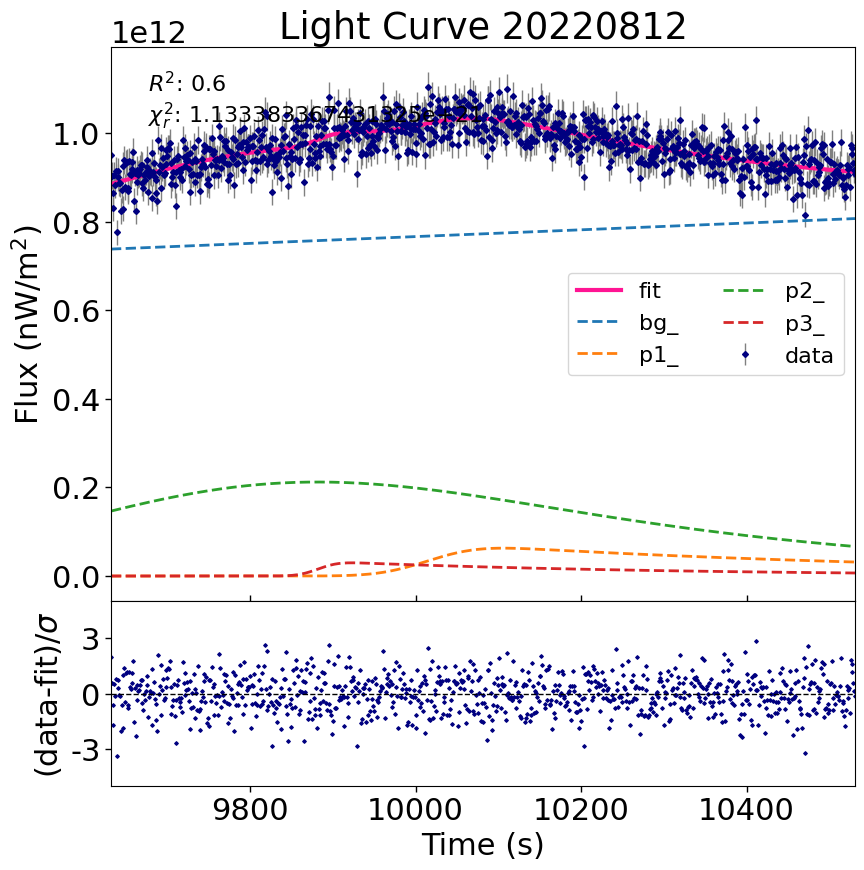 Light Curve 20220812
1e12
R²: 0.6
χ²ᵣ: 1.1333833674313256e+21
1.0
0.8
0.6
0.4
0.2
0.0
Flux (nW/m²)
fit
bg_
p1_
p2_
p3_
data
3
0
-3
(data-fit)/σ
9800
10000
10200
10400
Time (s)